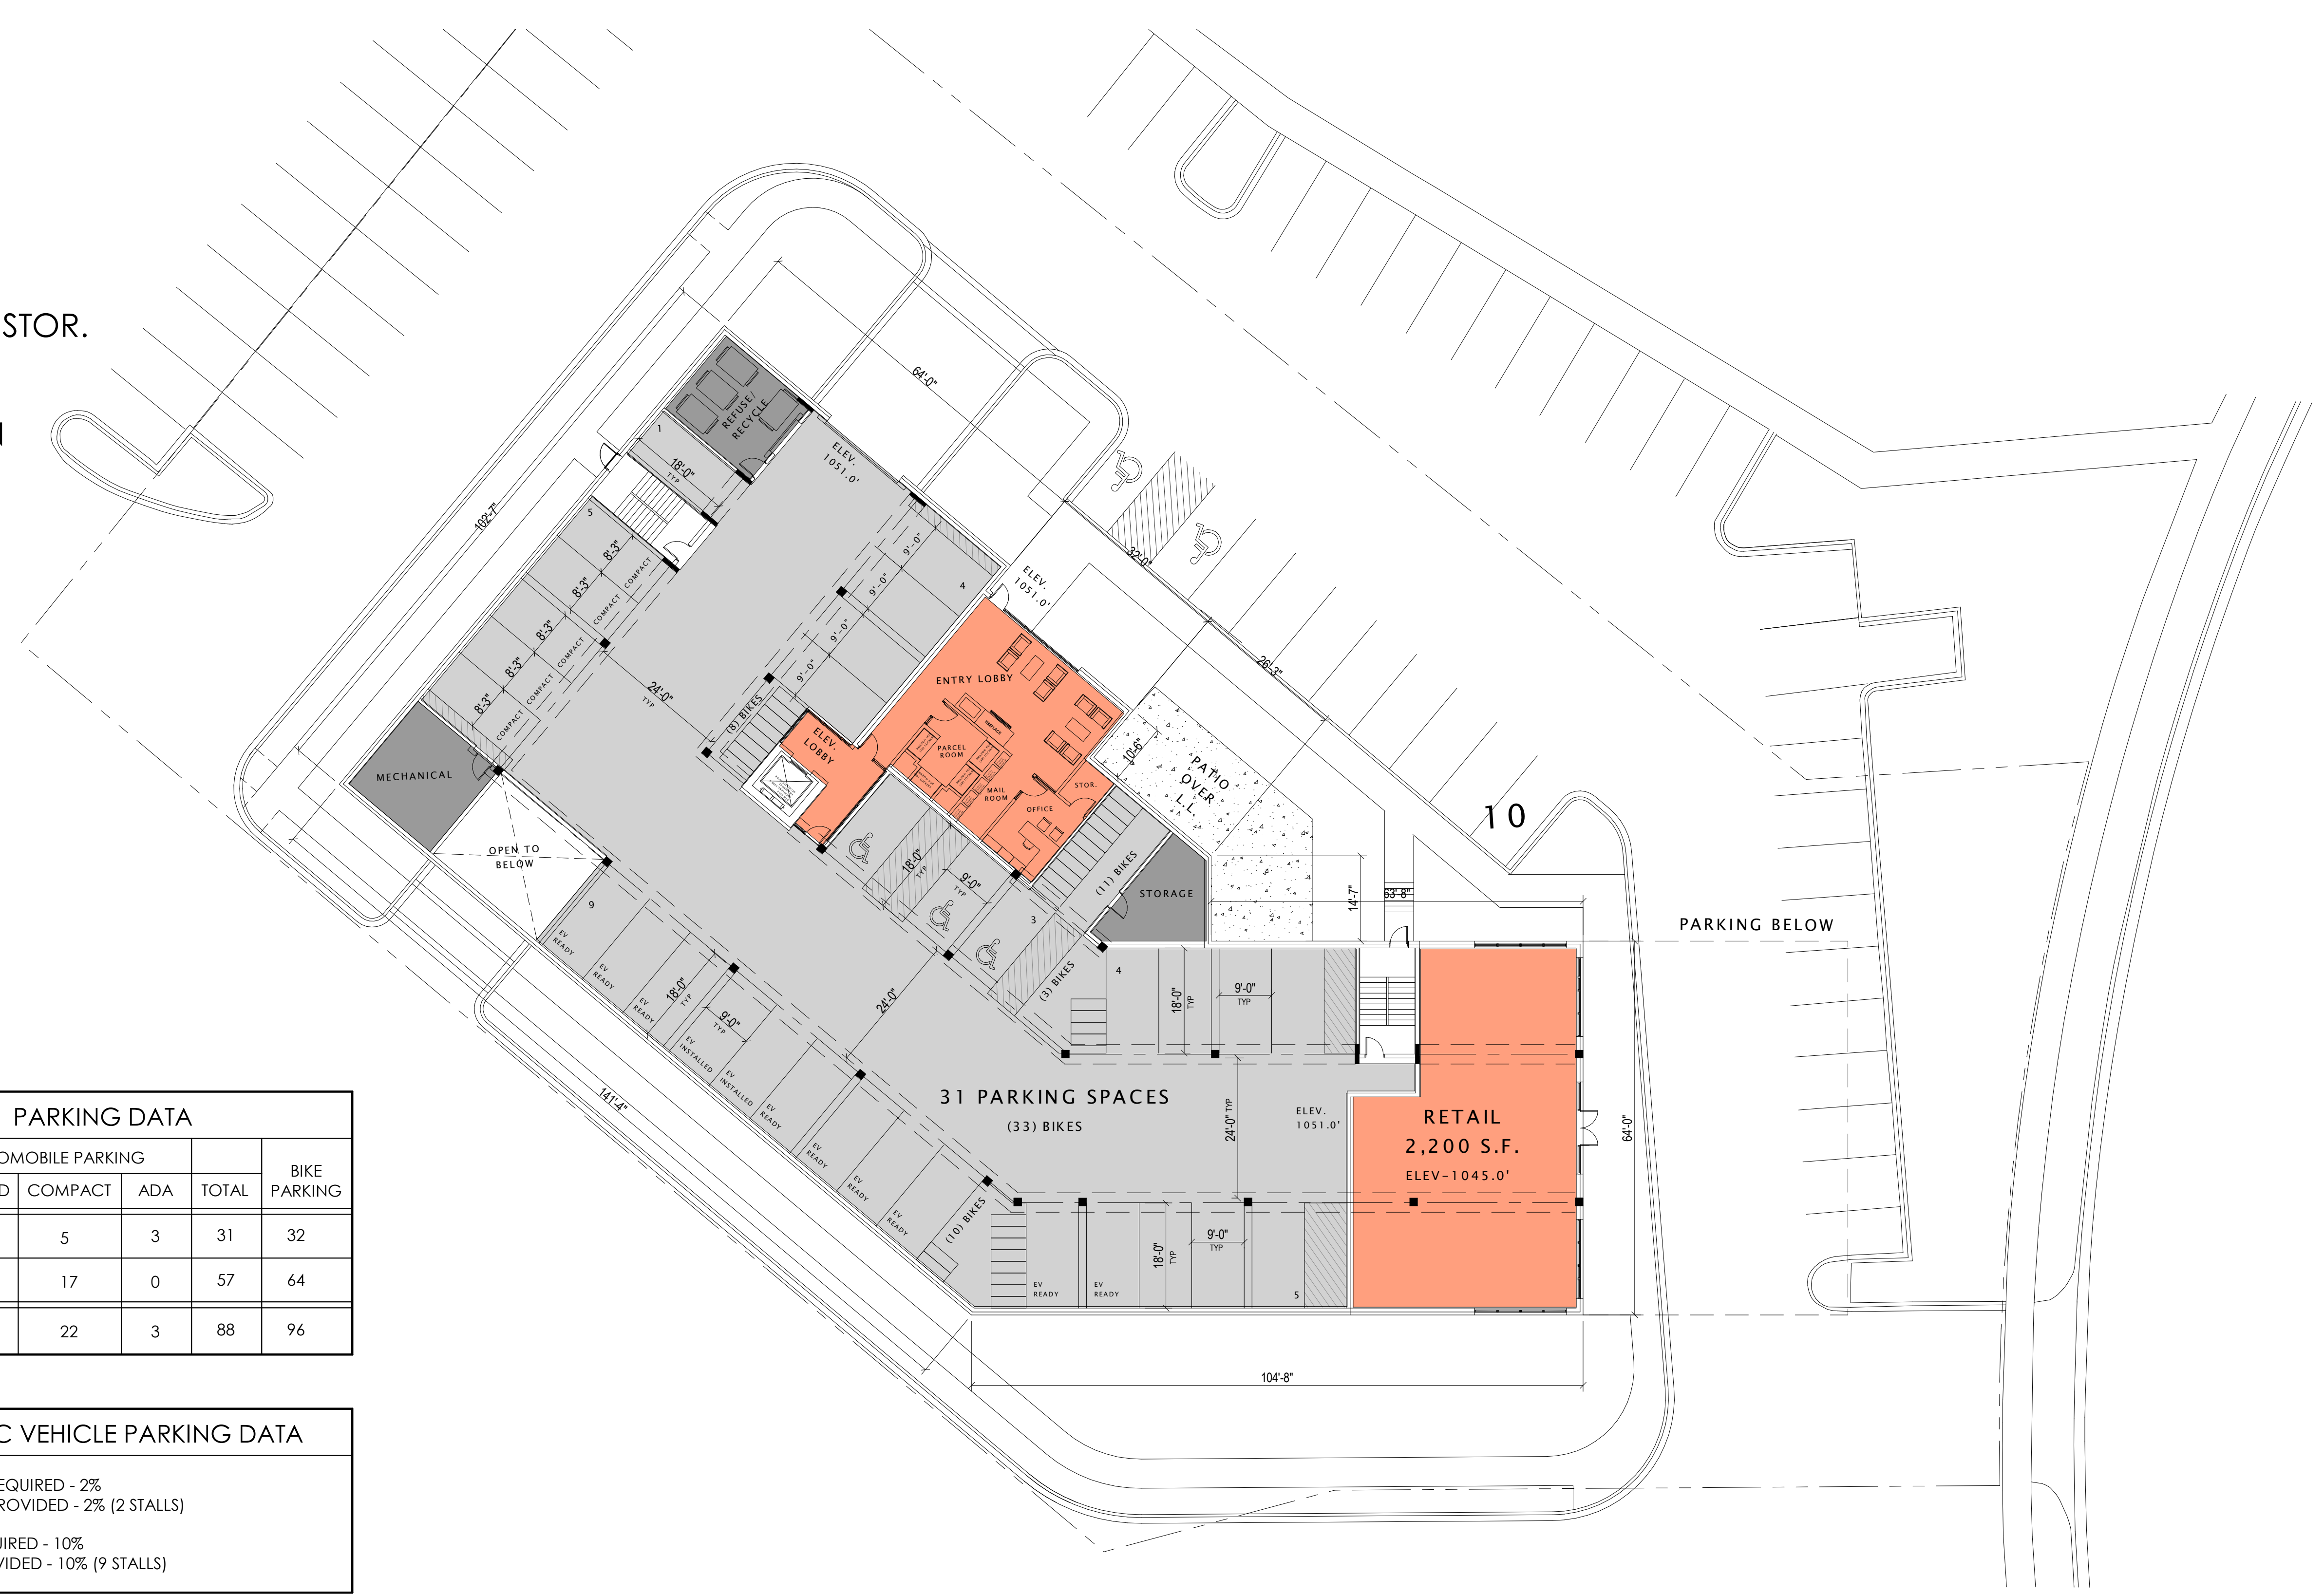 STOR.
64'-0"
REFUSE/
RECYCLE
1
18'-0"
TYP
ELEV.
1051.0'
102'-7"
5
8'-3"
8'-3"
8'-3"
8'-3"
8'-3"
COMPACT
COMPACT
COMPACT
COMPACT
COMPACT
9'-0"
9'-0"
9'-0"
9'-0"
4
32'-0"
ELEV.
1051.0'
26'-3"
24'-0"
TYP
(8) BIKES
ELEV.
LOBBY
ENTRY LOBBY
FIREPLACE
PARCEL
ROOM
MAIL
ROOM
STOR.
OFFICE
10'-6"
PATIO
OVER
L.L.
10
MECHANICAL
OPEN TO
BELOW
18'-0"
TYP
9'-0"
TYP
(11) BIKES
STORAGE
14'-7"
63'-8"
PARKING BELOW
9
EV
READY
EV
READY
EV
READY
18'-0"
TYP
9'-0"
TYP
EV
INSTALLED
EV
INSTALLED
EV
READY
EV
READY
EV
READY
EV
READY
3
(3) BIKES
24'-0"
4
18'-0"
TYP
9'-0"
TYP
141'-4"
31 PARKING SPACES
(33) BIKES
24'-0" TYP
ELEV.
1051.0'
RETAIL
2,200 S.F.
ELEV-1045.0'
64'-0"
(10) BIKES
EV
READY
EV
READY
18'-0"
TYP
9'-0"
TYP
5
104'-8"
PARKING DATA
OMOBILE PARKING
BIKE
PARKING
D COMPACT ADA TOTAL
5 3 31 32
17 0 57 64
22 3 88 96
C VEHICLE PARKING DATA
EQUIRED - 2%
ROVIDED - 2% (2 STALLS)
UIRED - 10%
VIDED - 10% (9 STALLS)